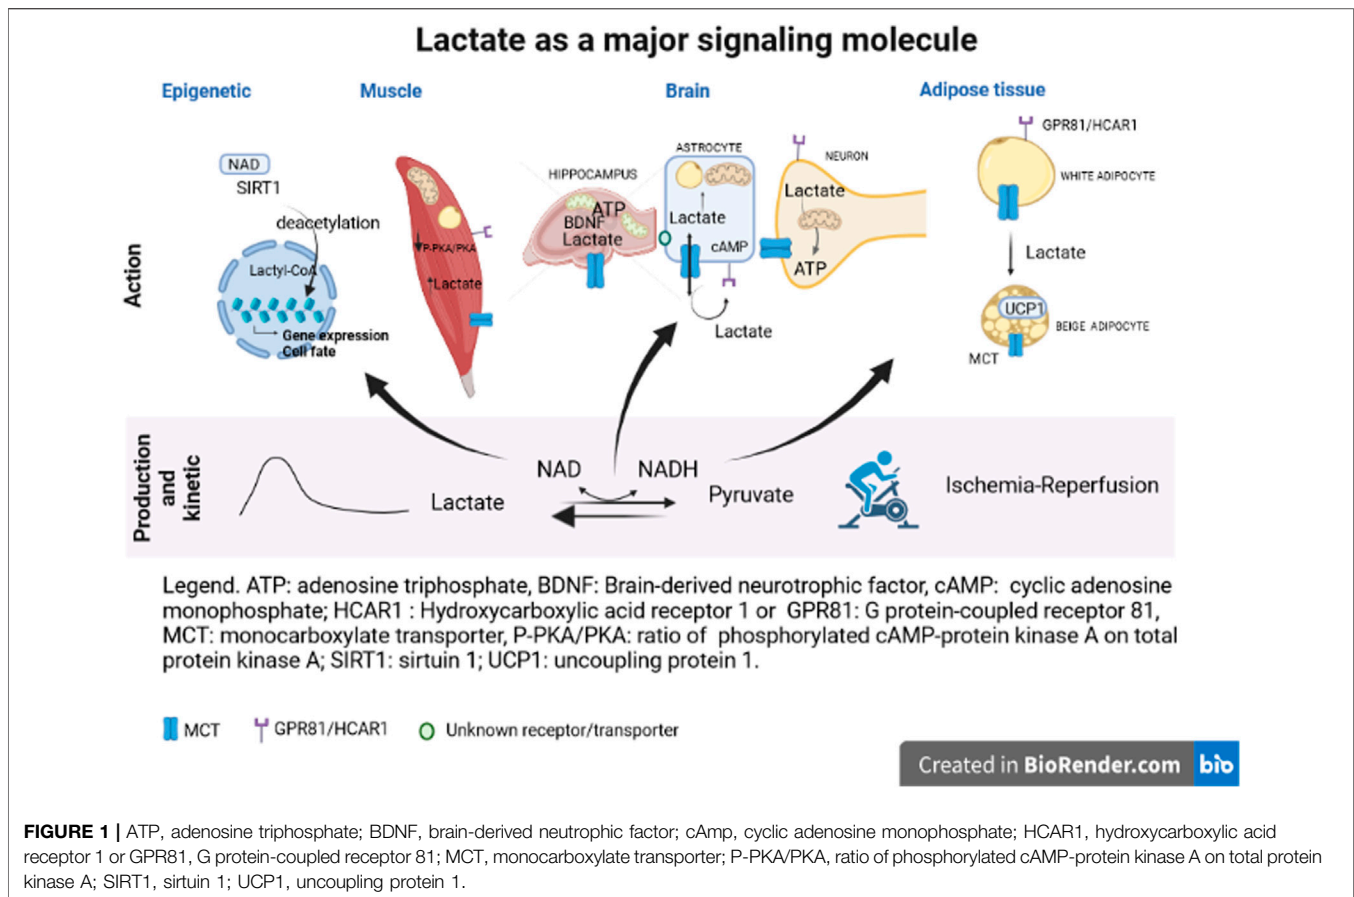 Lactate as a major signaling molecule
Epigenetic
Muscle
Brain
Adipose tissue
Action
NAD
SIRT1
deacetylation
Lactyl-CoA
Gene expression
Cell fate
P-PKA/PKA
Lactate
HIPPOCAMPUS
ATP
BDNF
Lactate
ASTROCYTE
Lactate
cAMP
Lactate
NEURON
Lactate
ATP
GPR81/HCAR1
WHITE ADIPOCYTE
Lactate
UCP1
BEIGE ADIPOCYTE
MCT
Production
and
kinetic
Lactate
NAD
NADH
Pyruvate
Ischemia-Reperfusion
Legend. ATP: adenosine triphosphate, BDNF: Brain-derived neurotrophic factor, cAMP: cyclic adenosine
monophosphate; HCAR1 : Hydroxycarboxylic acid receptor 1 or GPR81: G protein-coupled receptor 81,
MCT: monocarboxylate transporter, P-PKA/PKA: ratio of phosphorylated cAMP-protein kinase A on total
protein kinase A; SIRT1: sirtuin 1; UCP1: uncoupling protein 1.
MCT
GPR81/HCAR1
Unknown receptor/transporter
Created in BioRender.com bio
FIGURE 1 | ATP, adenosine triphosphate; BDNF, brain-derived neutrophic factor; cAmp, cyclic adenosine monophosphate; HCAR1, hydroxycarboxylic acid
receptor 1 or GPR81, G protein-coupled receptor 81; MCT, monocarboxylate transporter; P-PKA/PKA, ratio of phosphorylated cAMP-protein kinase A on total protein
kinase A; SIRT1, sirtuin 1; UCP1, uncoupling protein 1.